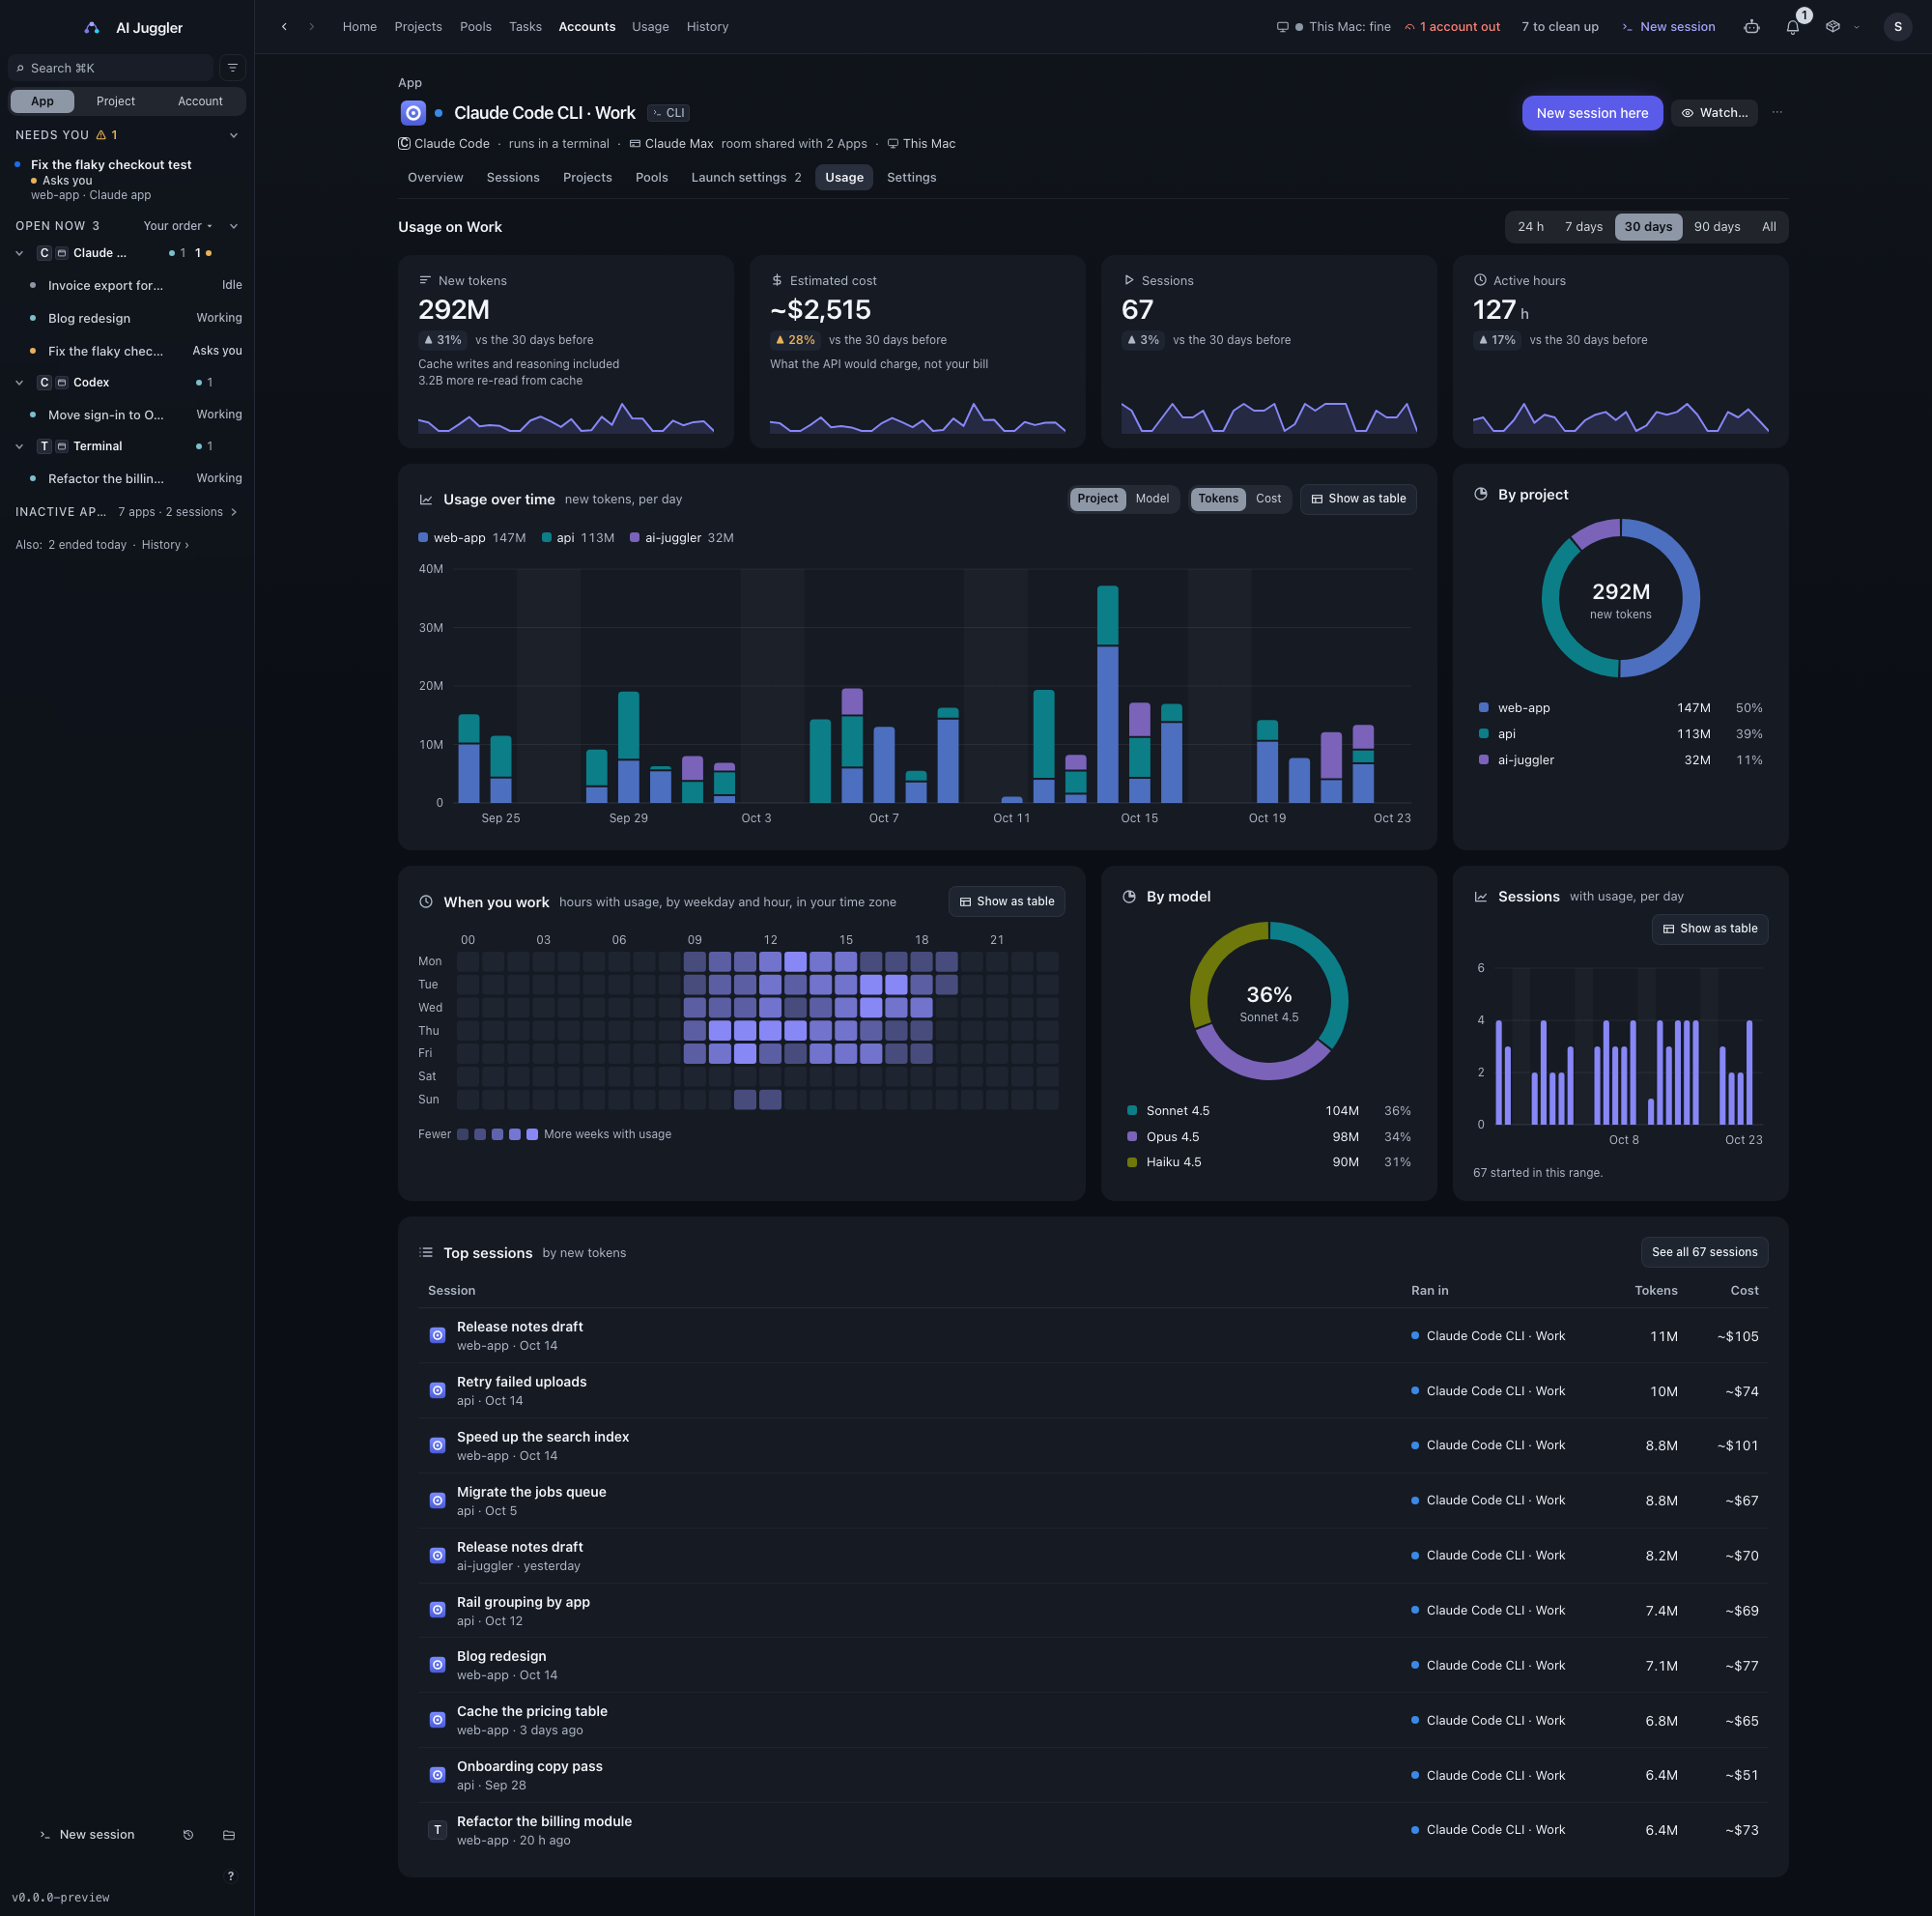 AI Juggler
Search ⌘K
App Project Account
NEEDS YOU 1
Fix the flaky checkout test
Asks you
web-app · Claude app
OPEN NOW 3 Your order
C Claude ... 1 1
Invoice export for... Idle
Blog redesign Working
Fix the flaky chec... Asks you
C Codex 1
Move sign-in to O... Working
T Terminal 1
Refactor the billin... Working
INACTIVE AP... 7 apps · 2 sessions
Also: 2 ended today · History ›
New session
?
v0.0.0-preview
Home Projects Pools Tasks Accounts Usage History
This Mac: fine 1 account out 7 to clean up New session 1 S
App
Claude Code CLI · Work CLI
New session here Watch... ...
C Claude Code · runs in a terminal · Claude Max room shared with 2 Apps · This Mac
Overview Sessions Projects Pools Launch settings 2 Usage Settings
Usage on Work
24 h 7 days 30 days 90 days All
New tokens
292M
▲ 31% vs the 30 days before
Cache writes and reasoning included
3.2B more re-read from cache
$ Estimated cost
~$2,515
▲ 28% vs the 30 days before
What the API would charge, not your bill
Sessions
67
▲ 3% vs the 30 days before
Active hours
127 h
▲ 17% vs the 30 days before
Usage over time new tokens, per day
Project Model Tokens Cost Show as table
web-app 147M api 113M ai-juggler 32M
40M
30M
20M
10M
0
Sep 25 Sep 29 Oct 3 Oct 7 Oct 11 Oct 15 Oct 19 Oct 23
By project
292M
new tokens
web-app 147M 50%
api 113M 39%
ai-juggler 32M 11%
When you work hours with usage, by weekday and hour, in your time zone
Show as table
00 03 06 09 12 15 18 21
Mon
Tue
Wed
Thu
Fri
Sat
Sun
Fewer More weeks with usage
By model
36%
Sonnet 4.5
Sonnet 4.5 104M 36%
Opus 4.5 98M 34%
Haiku 4.5 90M 31%
Sessions with usage, per day
Show as table
6
4
2
0
Oct 8 Oct 23
67 started in this range.
Top sessions by new tokens
See all 67 sessions
Session Ran in Tokens Cost
Release notes draft
web-app · Oct 14
Claude Code CLI · Work 11M ~$105
Retry failed uploads
api · Oct 14
Claude Code CLI · Work 10M ~$74
Speed up the search index
web-app · Oct 14
Claude Code CLI · Work 8.8M ~$101
Migrate the jobs queue
api · Oct 5
Claude Code CLI · Work 8.8M ~$67
Release notes draft
ai-juggler · yesterday
Claude Code CLI · Work 8.2M ~$70
Rail grouping by app
api · Oct 12
Claude Code CLI · Work 7.4M ~$69
Blog redesign
web-app · Oct 14
Claude Code CLI · Work 7.1M ~$77
Cache the pricing table
web-app · 3 days ago
Claude Code CLI · Work 6.8M ~$65
Onboarding copy pass
api · Sep 28
Claude Code CLI · Work 6.4M ~$51
T Refactor the billing module
web-app · 20 h ago
Claude Code CLI · Work 6.4M ~$73